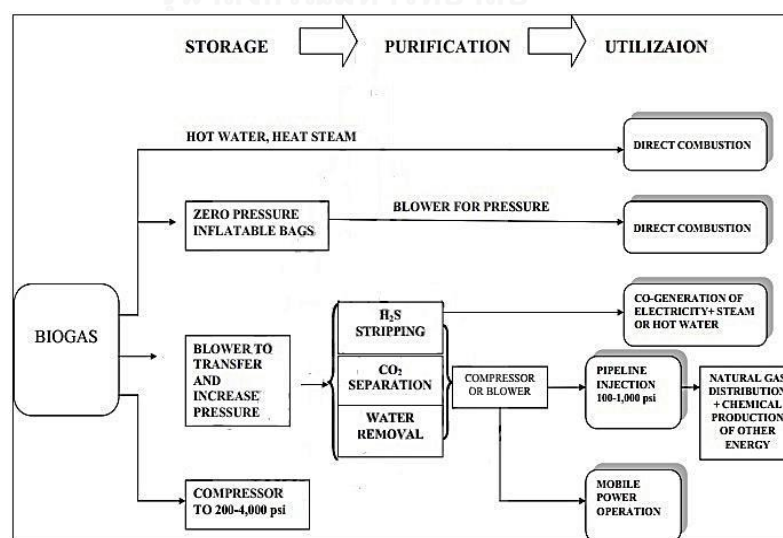 STORAGE
PURIFICATION
UTILIZAION
HOT WATER, HEAT STEAM
DIRECT COMBUSTION
ZERO PRESSURE
INFLATABLE BAGS
BLOWER FOR PRESSURE
DIRECT COMBUSTION
BIOGAS
BLOWER TO
TRANSFER
AND
INCREASE
PRESSURE
H₂S
STRIPPING
CO₂
SEPARATION
WATER
REMOVAL
CO-GENERATION OF
ELECTRICITY+ STEAM
OR HOT WATER
COMPRESSOR
OR BLOWER
PIPELINE
INJECTION
100-1,000 psi
NATURAL GAS
DISTRIBUTION
+ CHEMICAL
PRODUCTION
OF OTHER
ENERGY
COMPRESSOR
TO 200-4,000 psi
MOBILE
POWER
OPERATION